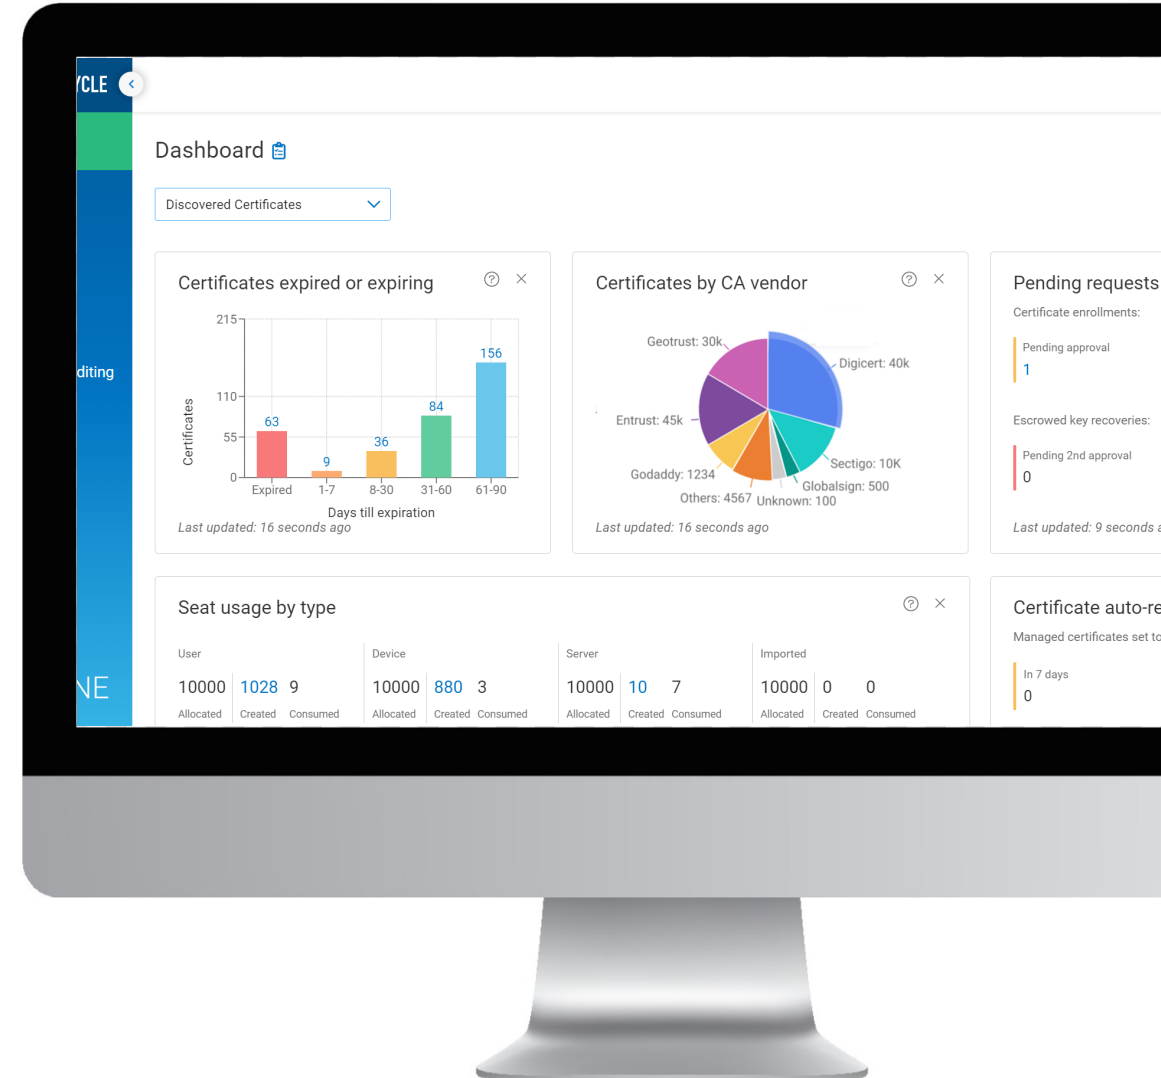 YCLE
Dashboard
Discovered Certificates
diting
NE
Certificates expired or expiring
215
110
55
0
Certificates
63
9
36
84
156
Expired 1-7 8-30 31-60 61-90
Days till expiration
Last updated: 16 seconds ago
Certificates by CA vendor
Geotrust: 30k
Digicert: 40k
Entrust: 45k
Sectigo: 10K
Godaddy: 1234
Globalsign: 500
Others: 4567
Unknown: 100
Last updated: 16 seconds ago
Pending requests
Certificate enrollments:
Pending approval
1
Escrowed key recoveries:
Pending 2nd approval
0
Last updated: 9 seconds a
Seat usage by type
User
10000 1028 9
Allocated Created Consumed
Device
10000 880 3
Allocated Created Consumed
Server
10000 10 7
Allocated Created Consumed
Imported
10000 0 0
Allocated Created Consumed
Certificate auto-re
Managed certificates set to
In 7 days
0